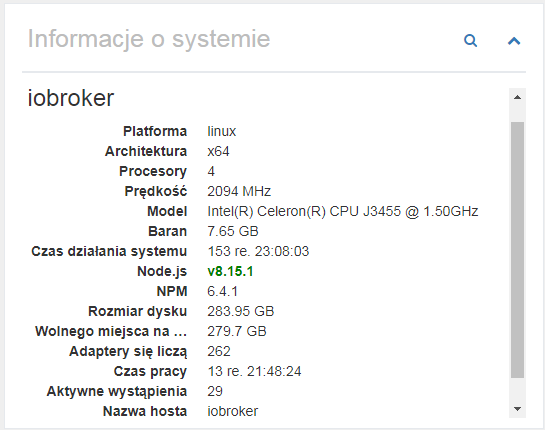 Informacje o systemie
iobroker
Platforma linux
Architektura x64
Procesory 4
Prędkość 2094 MHz
Model Intel(R) Celeron(R) CPU J3455 @ 1.50GHz
Baran 7.65 GB
Czas działania systemu 153 re. 23:08:03
Node.js v8.15.1
NPM 6.4.1
Rozmiar dysku 283.95 GB
Wolnego miejsca na ... 279.7 GB
Adaptery się liczą 262
Czas pracy 13 re. 21:48:24
Aktywne wystąpienia 29
Nazwa hosta iobroker